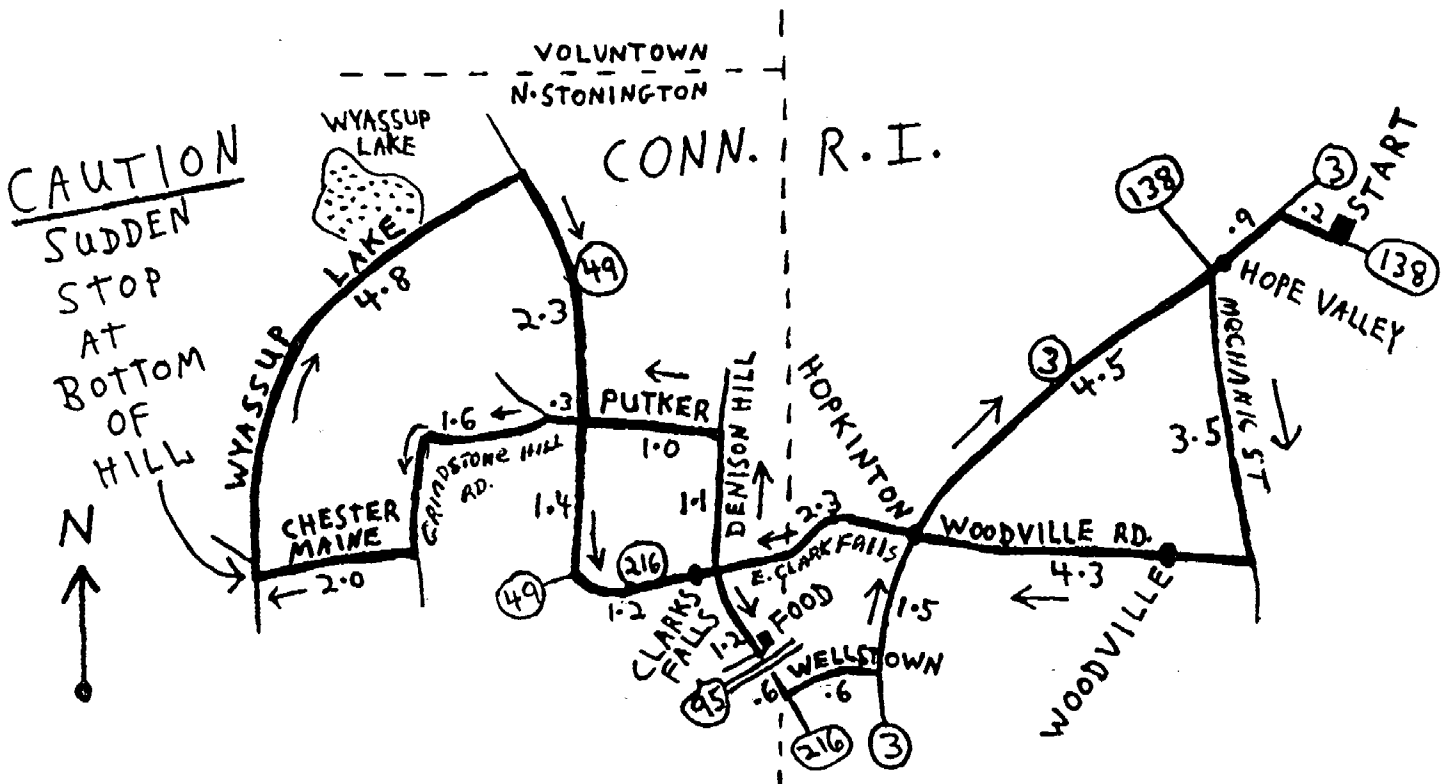 VOLUNTOWN
N. STONINGTON
WYASSUP
LAKE
CONN.
R. I.
CAUTION
SUDDEN
STOP
AT
BOTTOM
OF
HILL
N
WYASSUP
LAKE
4.8
49
2.3
138
3
.9
.2
START
138
HOPE VALLEY
MECHANIC ST
3.5
3
4.5
HOPKINTON
DENISON HILL
1.1
PUTKER
1.0
.3
1.6
GRINDSTONE HILL
RD.
GRINDSTONE HILL
CHESTER
MAINE
2.0
1.4
49
216
1.2
CLARKS
FALLS
2.3
E. CLARK FALLS
WOODVILLE RD.
4.3
WOODVILLE
1.5
1.2
FOOD
95
WELLSTOWN
.6
.6
216
3